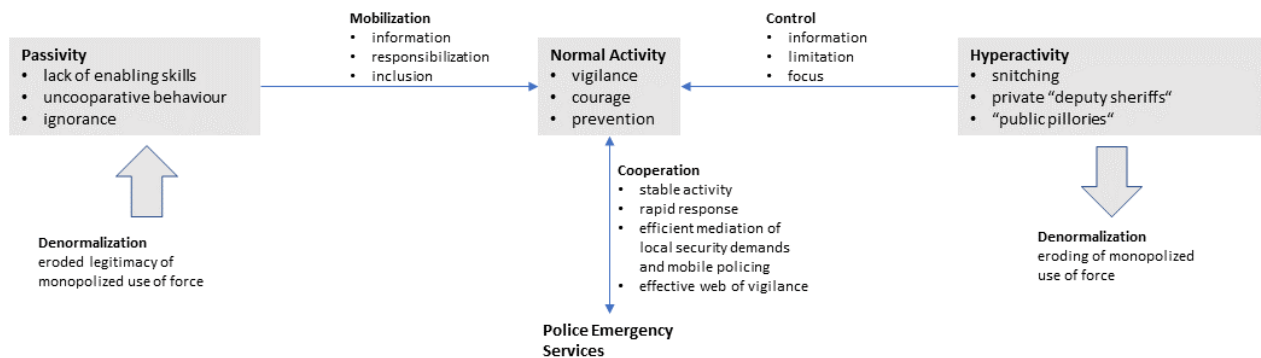 Mobilization
• information
• responsibilization
• inclusion
Control
• information
• limitation
• focus
Passivity
• lack of enabling skills
• uncooparative behaviour
• ignorance
Normal Activity
• vigilance
• courage
• prevention
Hyperactivity
• snitching
• private “deputy sheriffs“
• “public pillories“
Cooperation
• stable activity
• rapid response
• efficient mediation of
local security demands
and mobile policing
• effective web of vigilance
Denormalization
eroded legitimacy of
monopolized use of force
Denormalization
eroding of monopolized
use of force
Police Emergency
Services